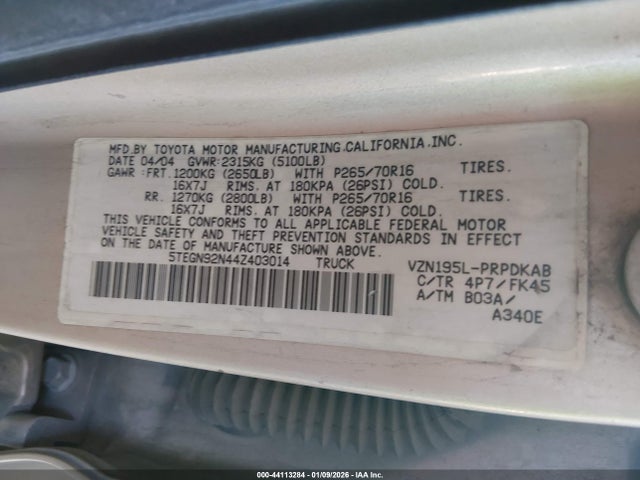 MFD.BY TOYOTA MOTOR MANUFACTURING,CALIFORNIA,INC.
DATE 04/04 GVWR:2315KG (5100LB)
GAWR:FRT.1200KG (2650LB) WITH P265/70R16 TIRES.
16X7J RIMS. AT 180KPA (26PSI) COLD.
RR. 1270KG (2800LB) WITH P265/70R16 TIRES.
16X7J RIMS. AT 180KPA (26PSI) COLD.
THIS VEHICLE CONFORMS TO ALL APPLICABLE FEDERAL MOTOR
VEHICLE SAFETY AND THEFT PREVENTION STANDARDS IN EFFECT
ON THE DATE OF MANUFACTURE SHOWN ABOVE.
5TEGN92N44Z403014 TRUCK VZN195L-PRPDKAB
C/TR 4P7/FK45
A/TM B03A/
A340E
000-44113284 - 01/09/2026 - IAA Inc.